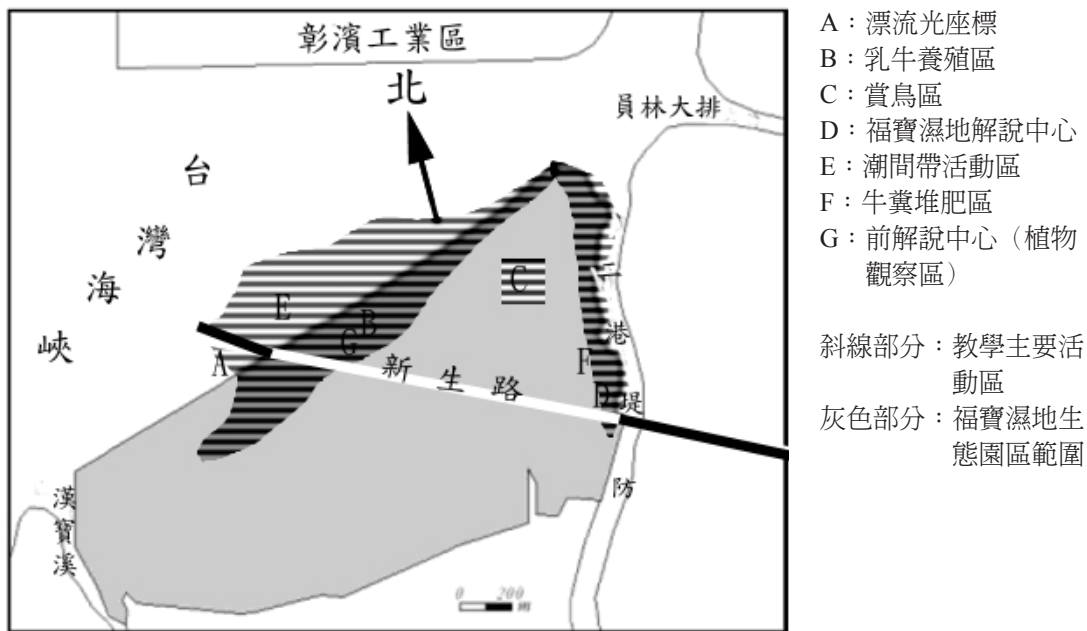 彰濱工業區
北
員林大排
台
灣
海
峽
E
B
G
C
A
F
D
新生路
二
港
堤
防
漢
寶
溪
0 200
m
A：漂流光座標
B：乳牛養殖區
C：賞鳥區
D：福寶濕地解說中心
E：潮間帶活動區
F：牛糞堆肥區
G：前解說中心（植物
觀察區）
斜線部分：教學主要活
動區
灰色部分：福寶濕地生
態園區範圍